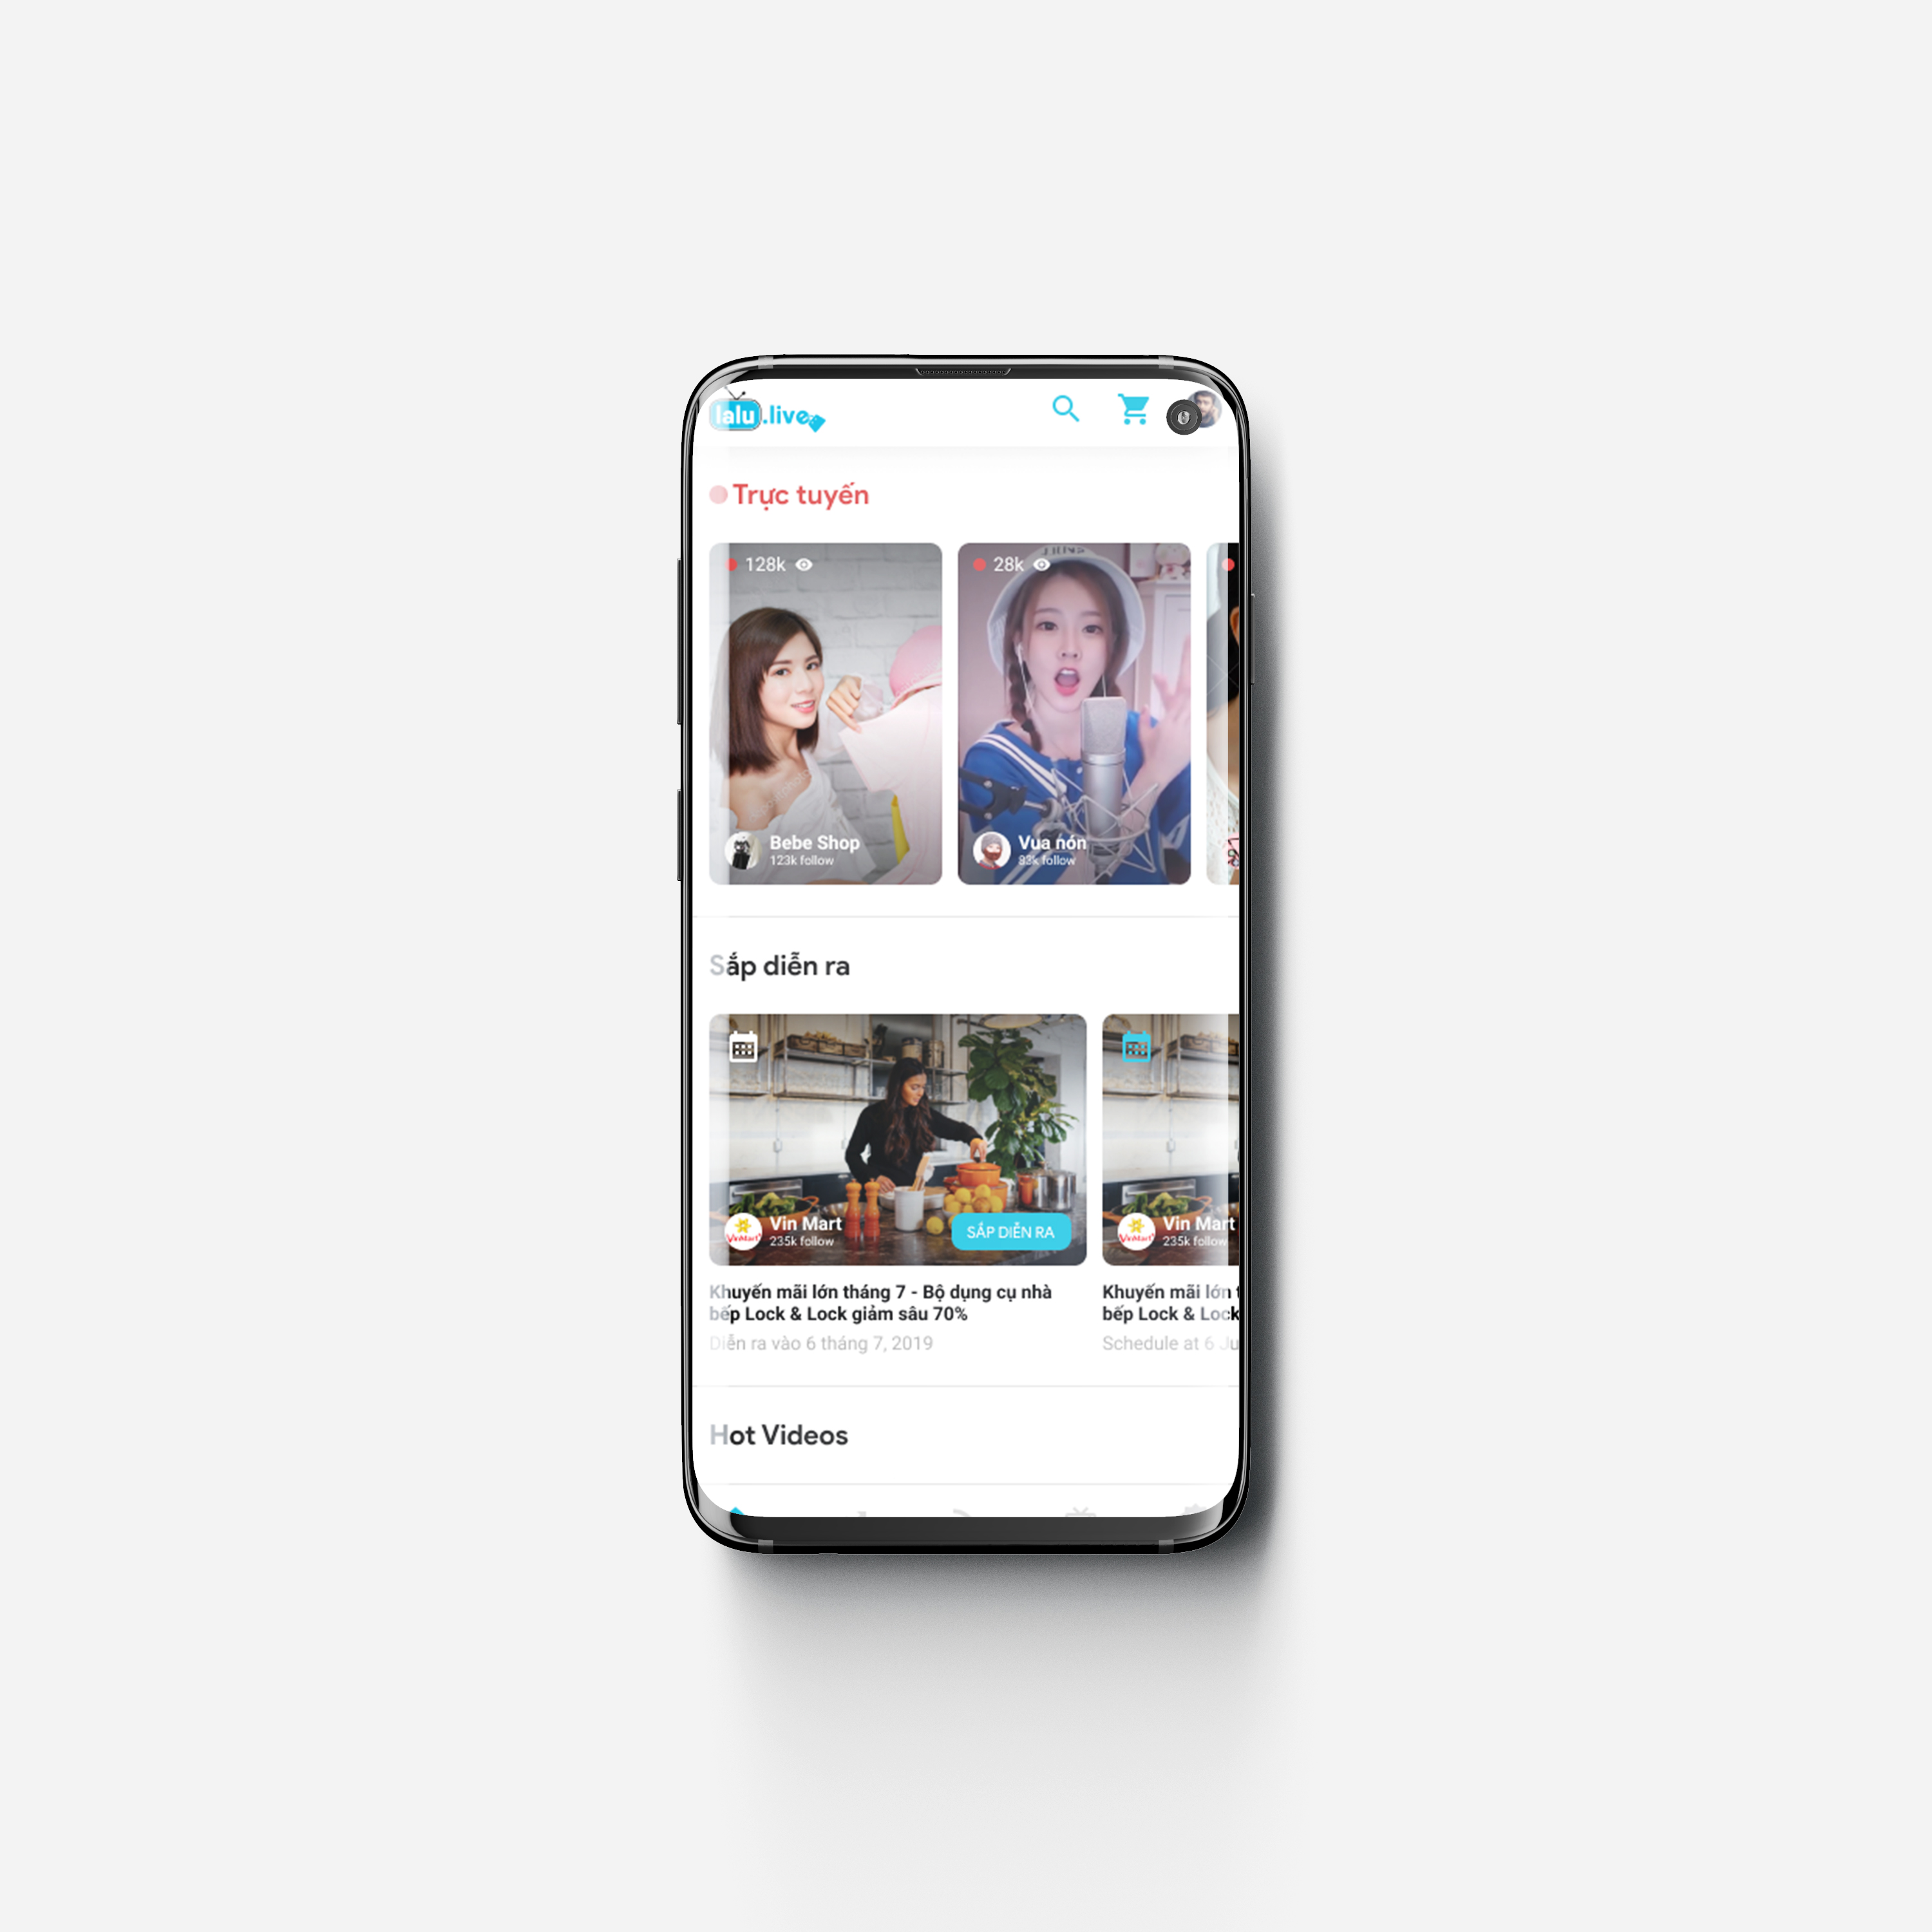 lalu.live
Trực tuyến
128k
28k
Bebe Shop
123k follow
Vua nón
83k follow
Sắp diễn ra
Vin Mart
235k follow
SẮP DIỄN RA
Vin Mart
235k follow
Khuyến mãi lớn tháng 7 - Bộ dụng cụ nhà
bếp Lock & Lock giảm sâu 70%
Diễn ra vào 6 tháng 7, 2019
Khuyến mãi lớn t
bếp Lock & Lock
Schedule at 6 Ju
Hot Videos